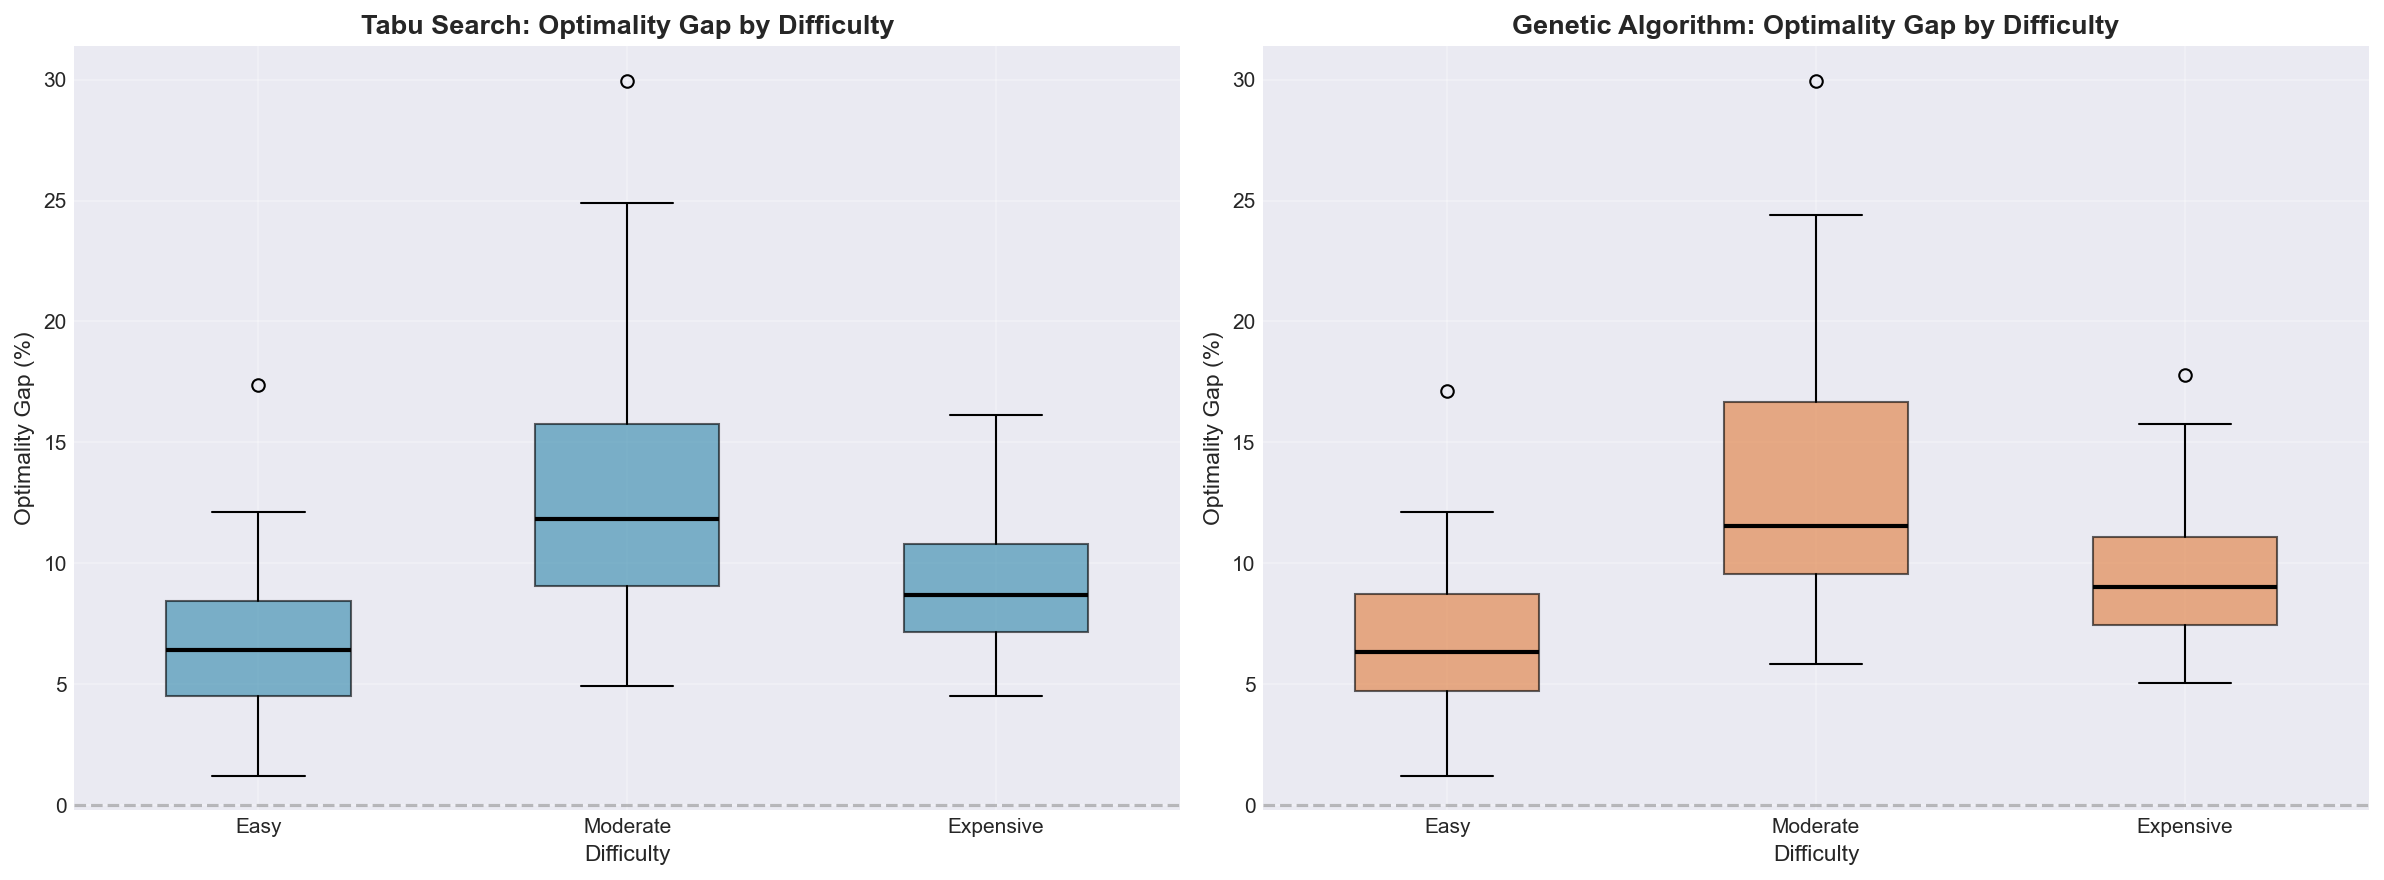 Tabu Search: Optimality Gap by Difficulty
Optimality Gap (%)
30
25
20
15
10
5
0
Easy
Moderate
Expensive
Difficulty
Genetic Algorithm: Optimality Gap by Difficulty
Optimality Gap (%)
30
25
20
15
10
5
0
Easy
Moderate
Expensive
Difficulty